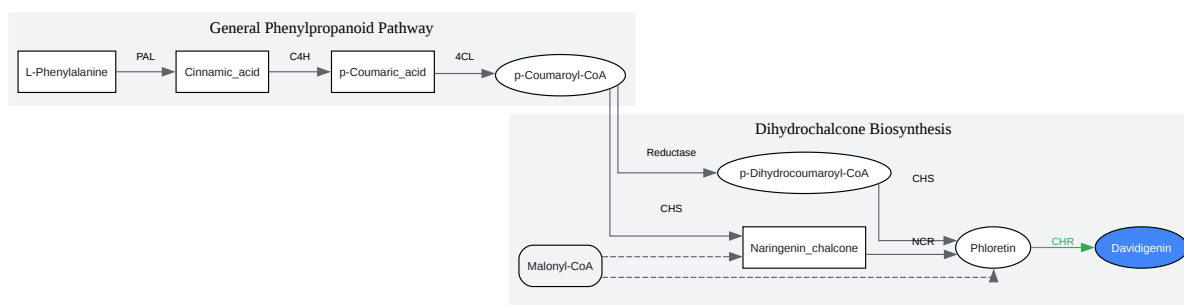 General Phenylpropanoid Pathway
L-Phenylalanine
PAL
Cinnamic_acid
C4H
p-Coumaric_acid
4CL
p-Coumaroyl-CoA
Dihydrochalcone Biosynthesis
Reductase
p-Dihydrocoumaroyl-CoA
CHS
CHS
Malonyl-CoA
Naringenin_chalcone
NCR
Phloretin
CHR
Davidigenin